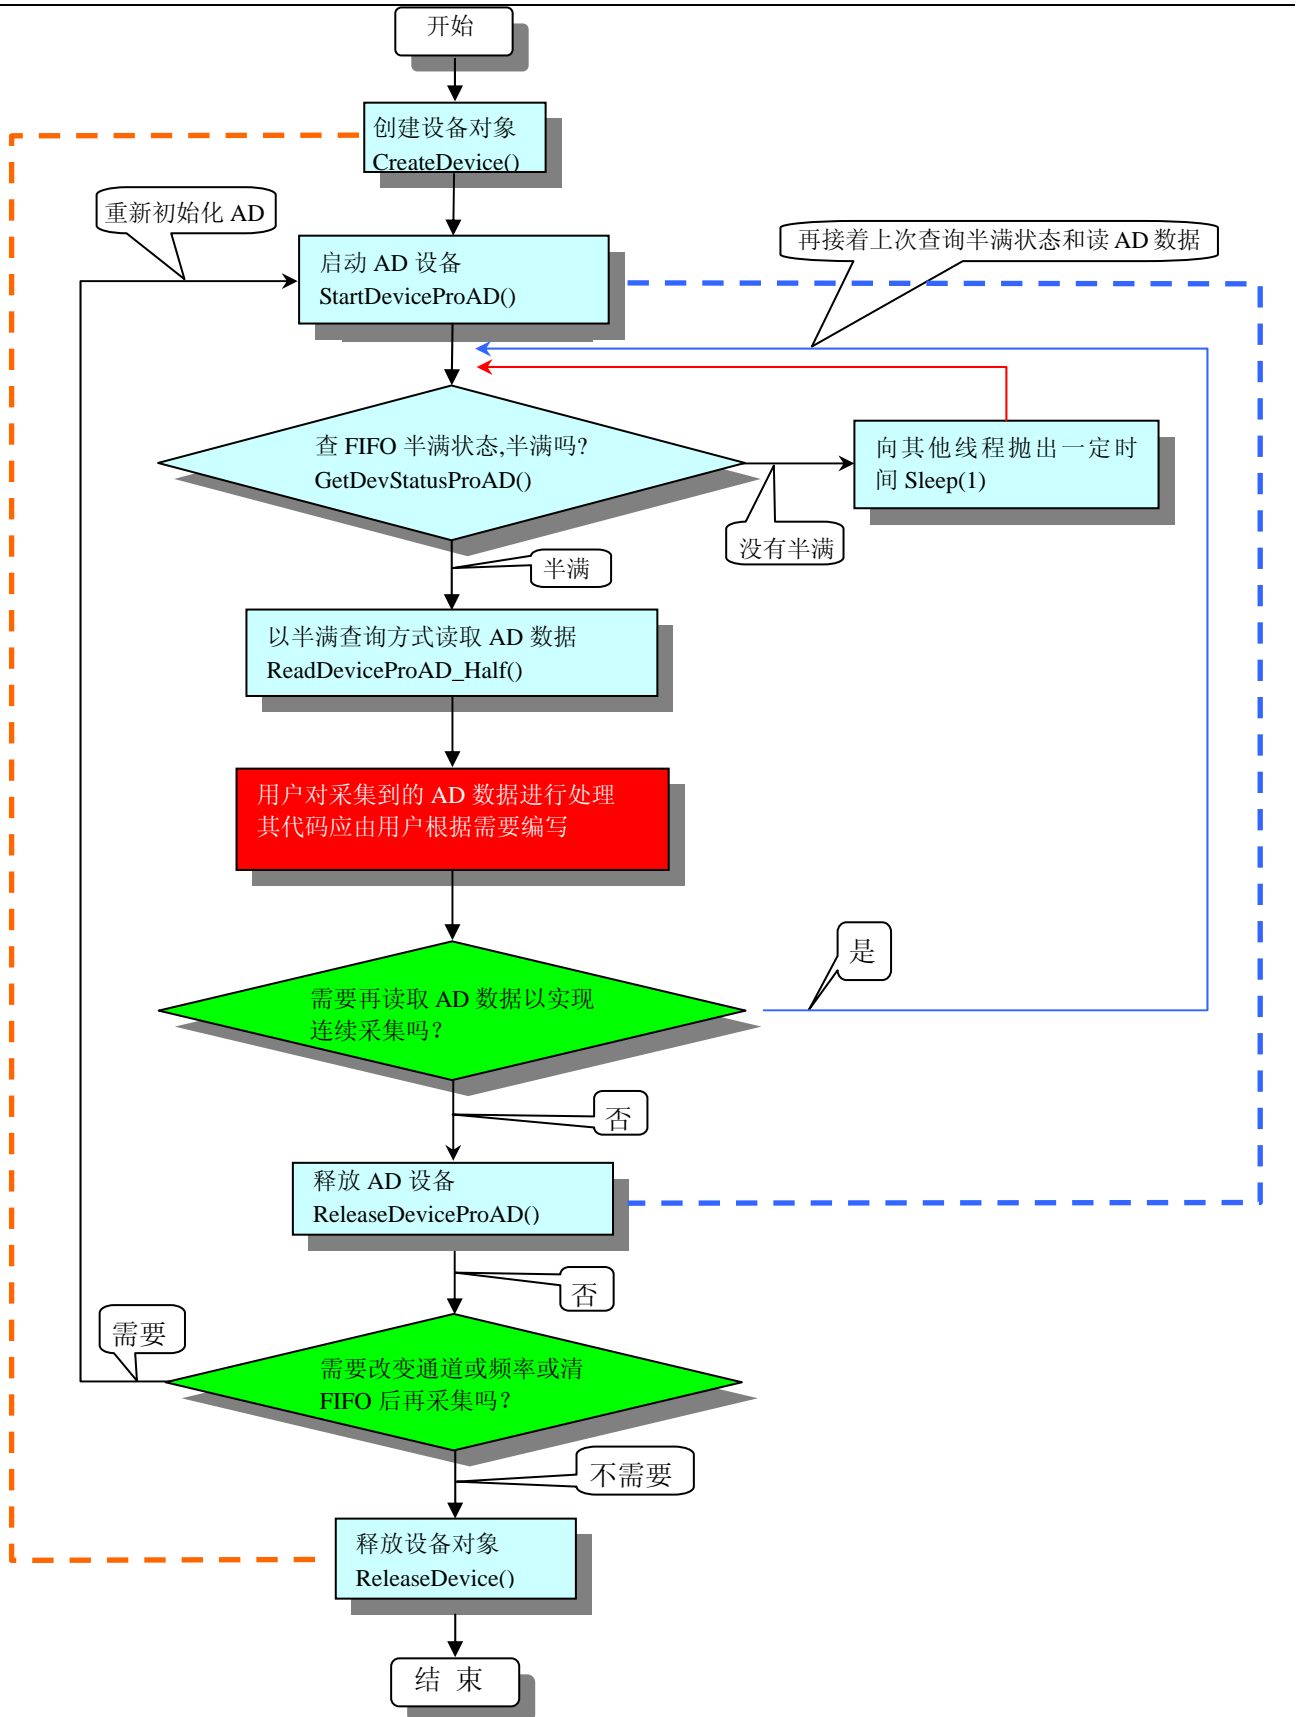 开始
创建设备对象
CreateDevice()
重新初始化 AD
启动 AD 设备
StartDeviceProAD()
再接着上次查询半满状态和读 AD 数据
查 FIFO 半满状态,半满吗?
GetDevStatusProAD()
向其他线程抛出一定时
间 Sleep(1)
没有半满
半满
以半满查询方式读取 AD 数据
ReadDeviceProAD_Half()
用户对采集到的 AD 数据进行处理
其代码应由用户根据需要编写
是
需要再读取 AD 数据以实现
连续采集吗？
否
释放 AD 设备
ReleaseDeviceProAD()
否
需要
需要改变通道或频率或清
FIFO 后再采集吗？
不需要
释放设备对象
ReleaseDevice()
结 束